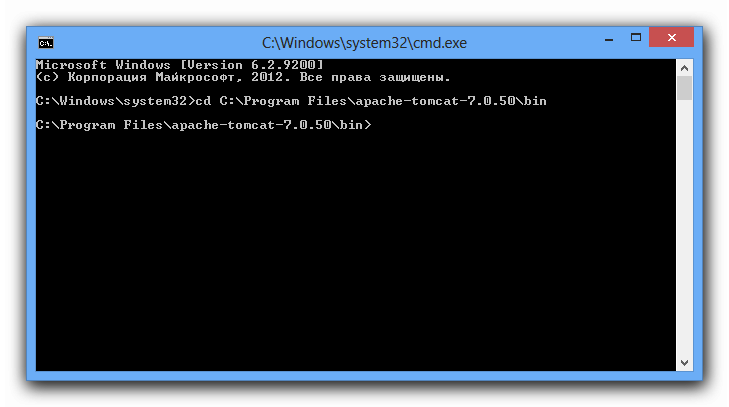 C:\Windows\system32\cmd.exe
Microsoft Windows [Version 6.2.9200]
(c) Корпорация Майкрософт, 2012. Все права защищены.
C:\Windows\system32>cd C:\Program Files\apache-tomcat-7.0.50\bin
C:\Program Files\apache-tomcat-7.0.50\bin>